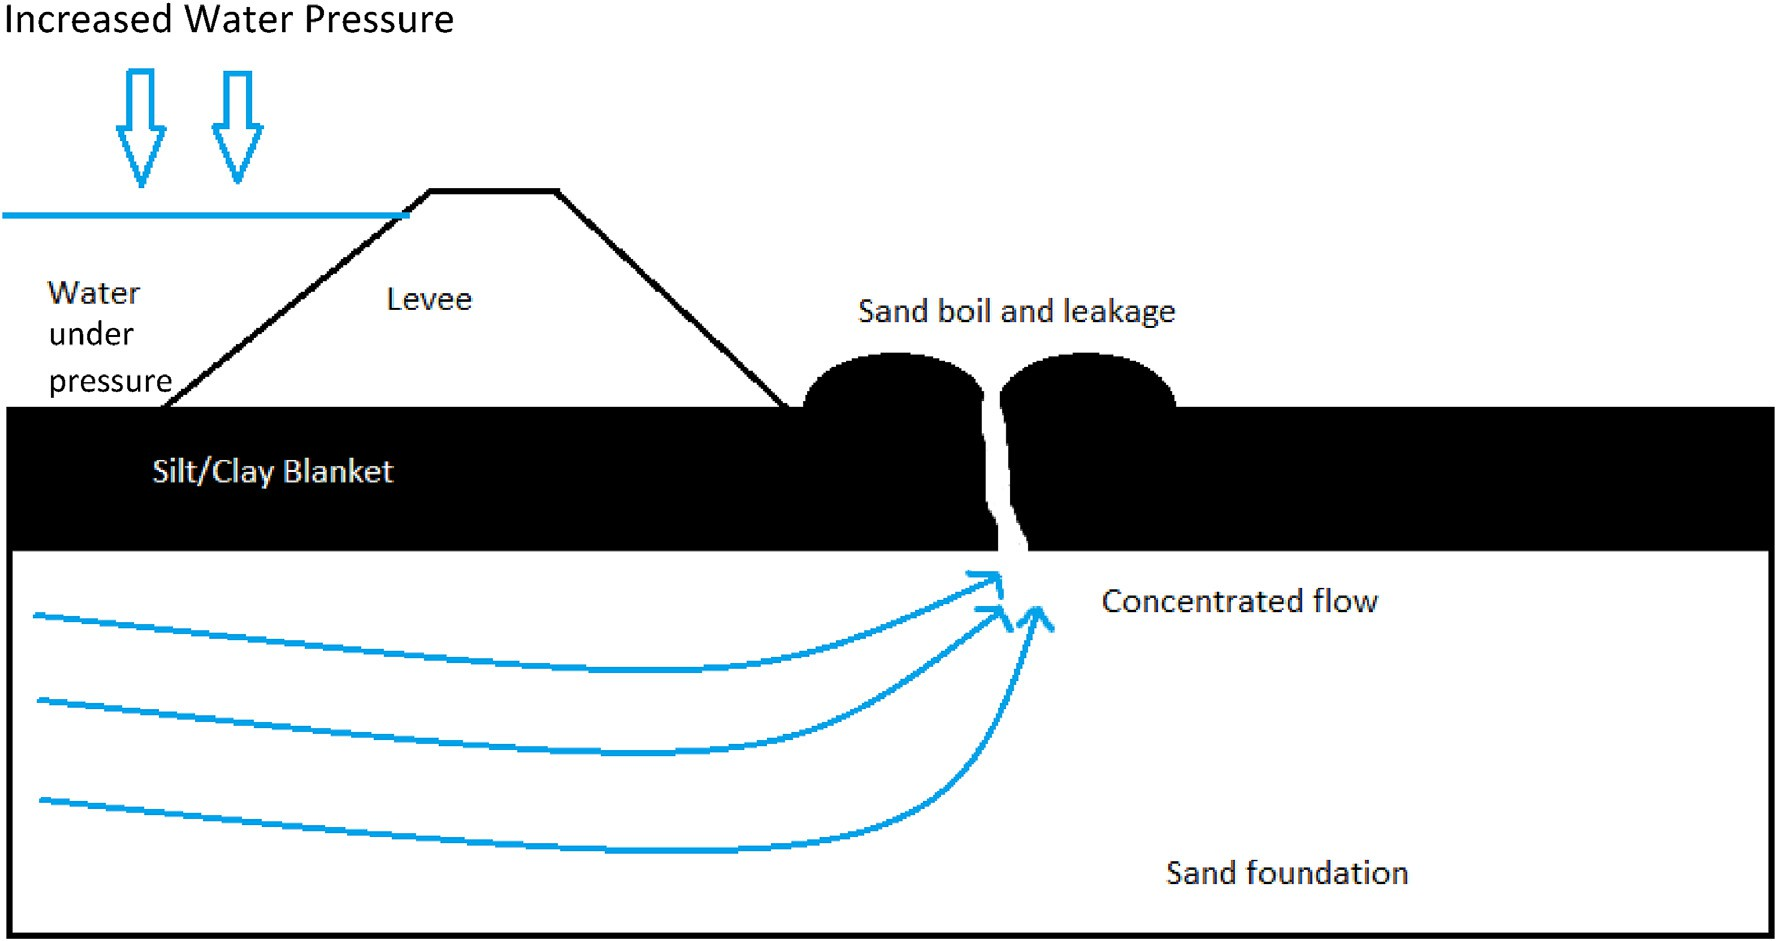 Increased Water Pressure
Water
under
pressure
Levee
Sand boil and leakage
Silt/Clay Blanket
Concentrated flow
Sand foundation